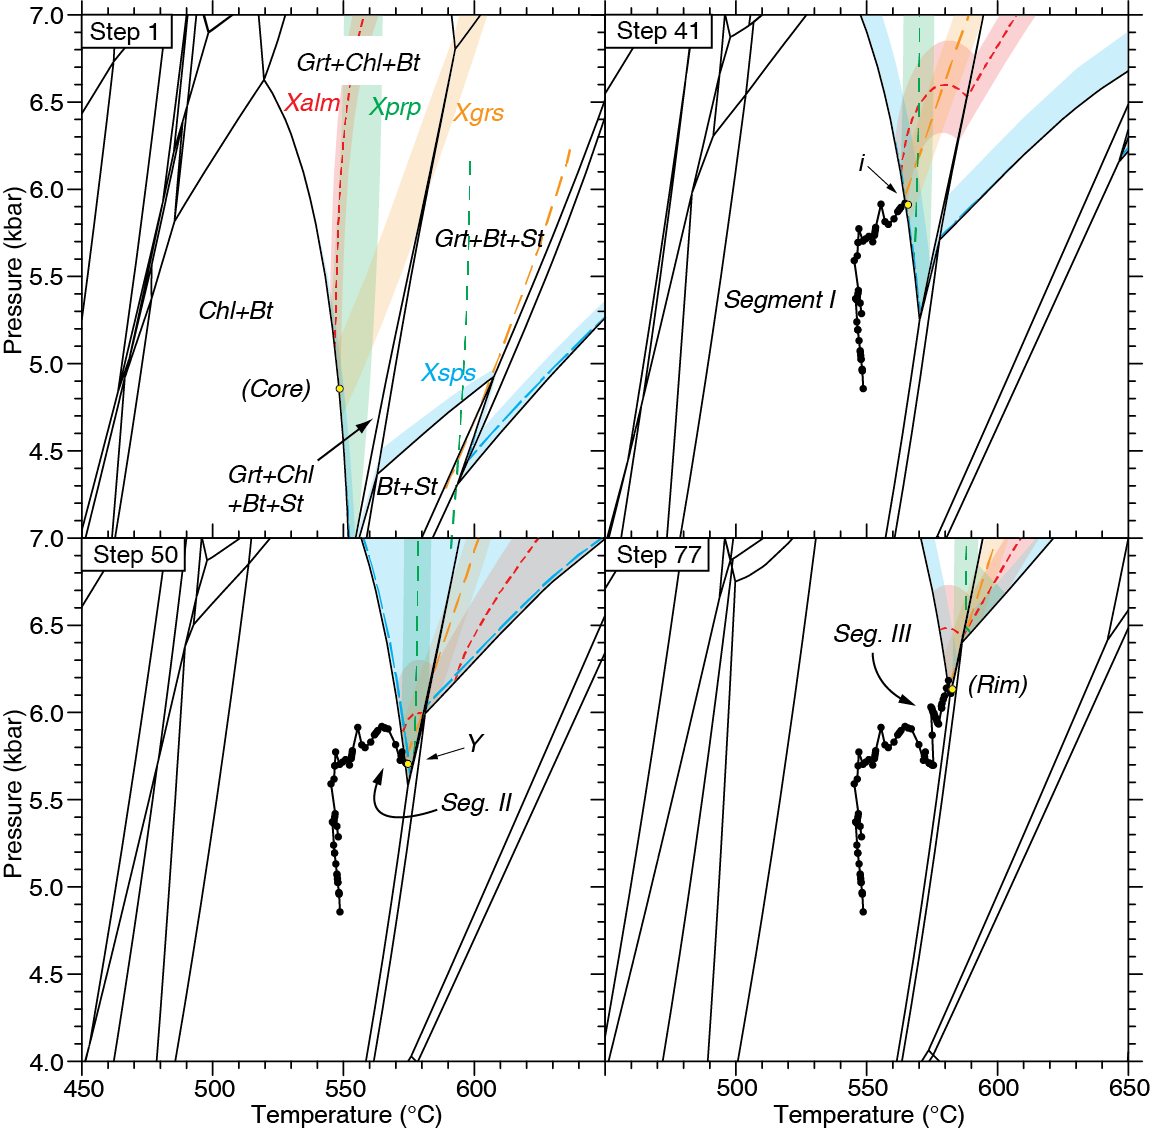 Step 1
Step 41
7.0
6.5
6.0
5.5
5.0
4.5
7.0
Pressure (kbar)
Grt+Chl+Bt
Xalm
Xprp
Xgrs
Grt+Bt+St
Chl+Bt
Xsps
(Core)
Grt+Chl
+Bt+St
Bt+St
i
Segment I
Step 50
Step 77
6.5
6.0
5.5
5.0
4.5
4.0
Pressure (kbar)
Y
Seg. II
Seg. III
(Rim)
450
500
550
600
500
550
600
650
Temperature (°C)
Temperature (°C)